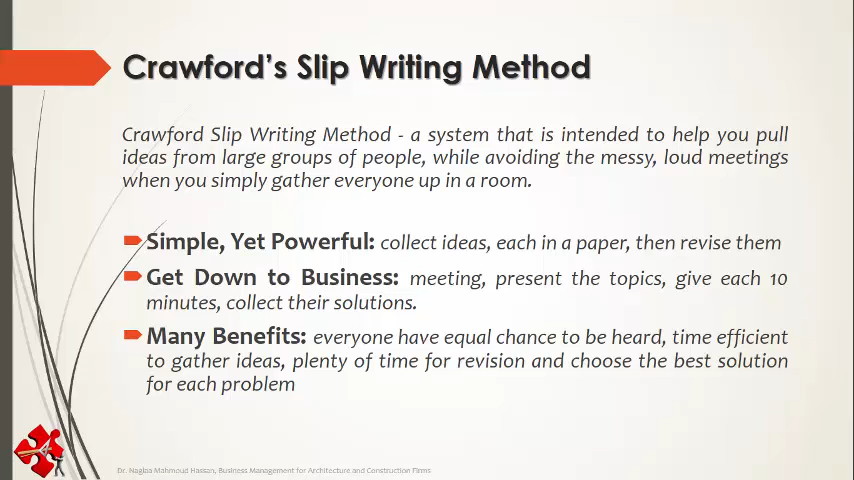 Crawford's Slip Writing Method
Crawford Slip Writing Method - a system that is intended to help you pull
ideas from large groups of people, while avoiding the messy, loud meetings
when you simply gather everyone up in a room.
Simple, Yet Powerful: collect ideas, each in a paper, then revise them
Get Down to Business: meeting, present the topics, give each 10
minutes, collect their solutions.
Many Benefits: everyone have equal chance to be heard, time efficient
to gather ideas, plenty of time for revision and choose the best solution
for each problem
Dr. Naglaa Mahmoud Hassan, Business Management for Architecture and Construction Firms